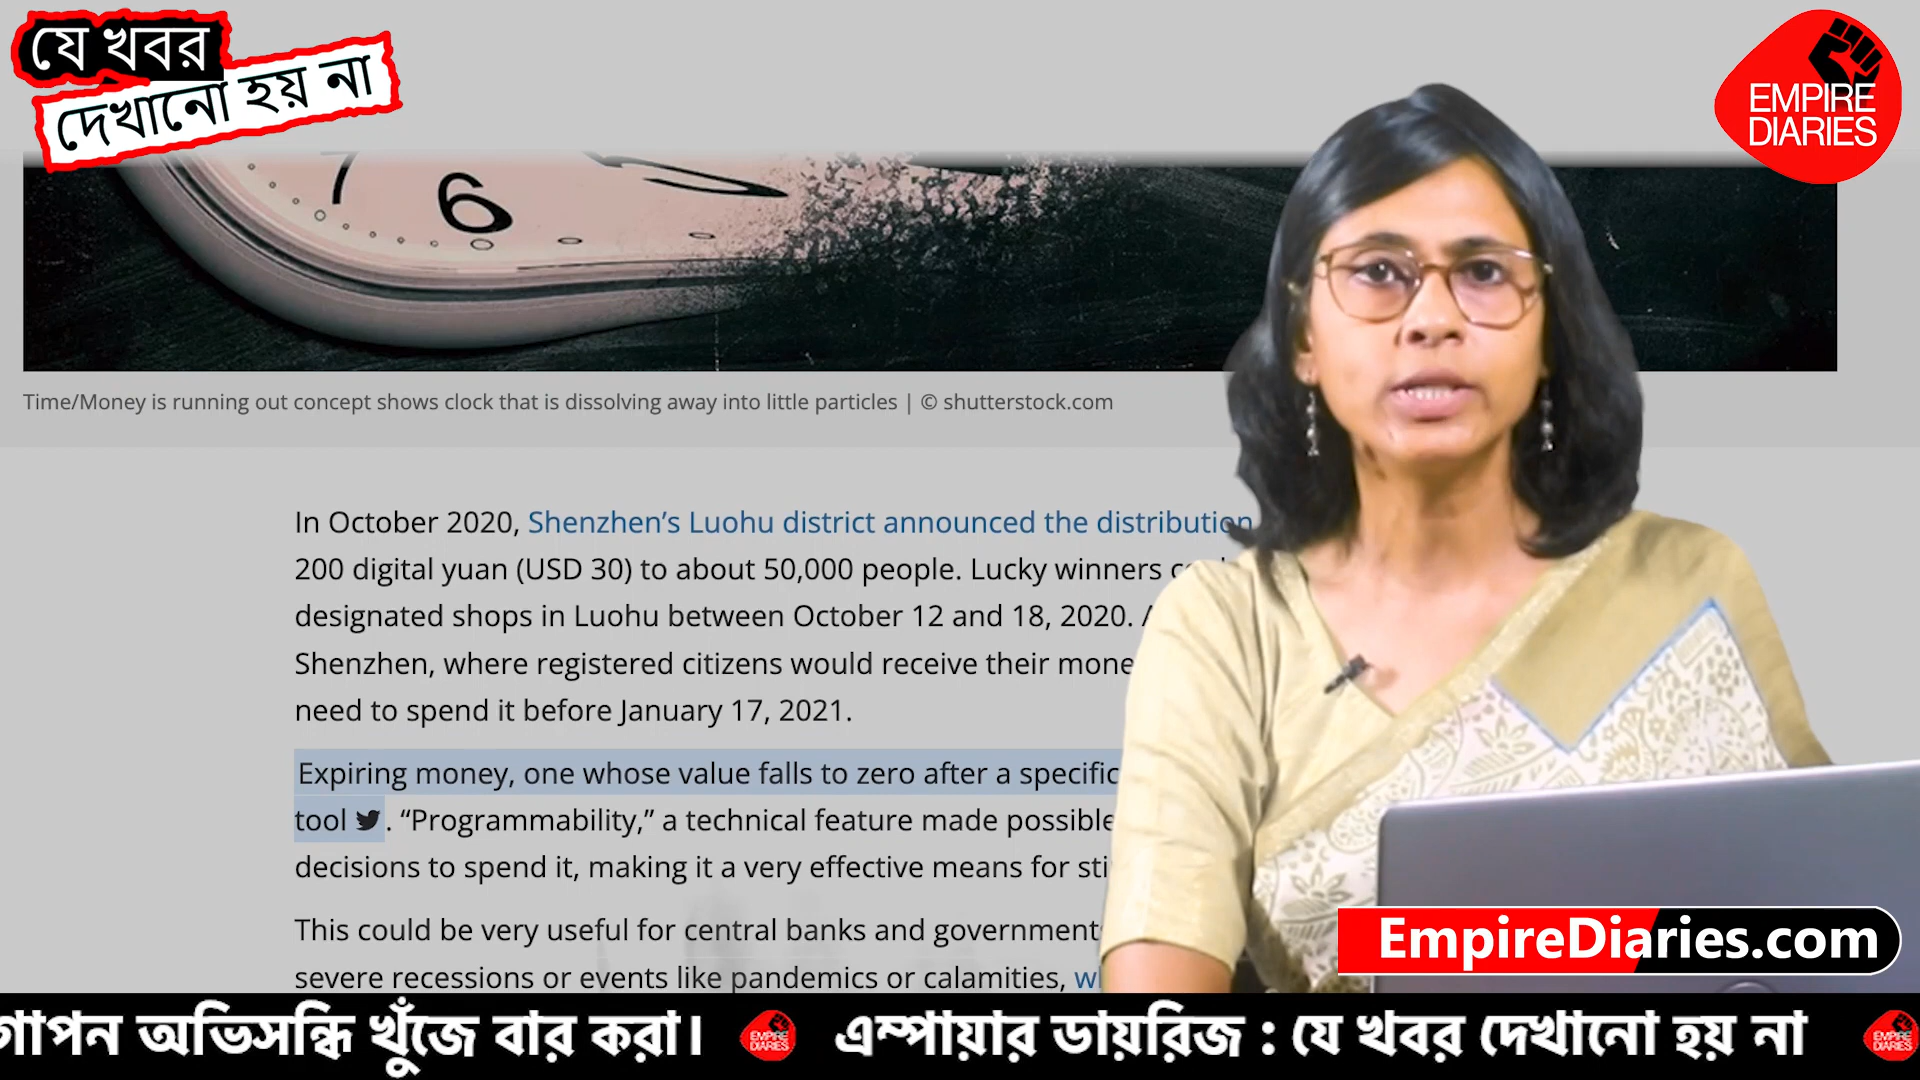 যে খবর
দেখানো হয় না
EMPIRE
DIARIES
7
6
Time/Money is running out concept shows clock that is dissolving away into little particles | © shutterstock.com
In October 2020, Shenzhen’s Luohu district announced the distribution
200 digital yuan (USD 30) to about 50,000 people. Lucky winners
designated shops in Luohu between October 12 and 18, 2020.
Shenzhen, where registered citizens would receive their
need to spend it before January 17, 2021.
Expiring money, one whose value falls to zero after a specific
tool . “Programmability,” a technical feature made possible
decisions to spend it, making it a very effective means for
This could be very useful for central banks and
severe recessions or events like pandemics or calamities,
EmpireDiaries.com
অভিসন্ধি খুঁজে বার করা। EMPIRE DIARIES এম্পায়ার ডায়রিজ : যে খবর দেখানো হয় না EMPIRE DIARIES